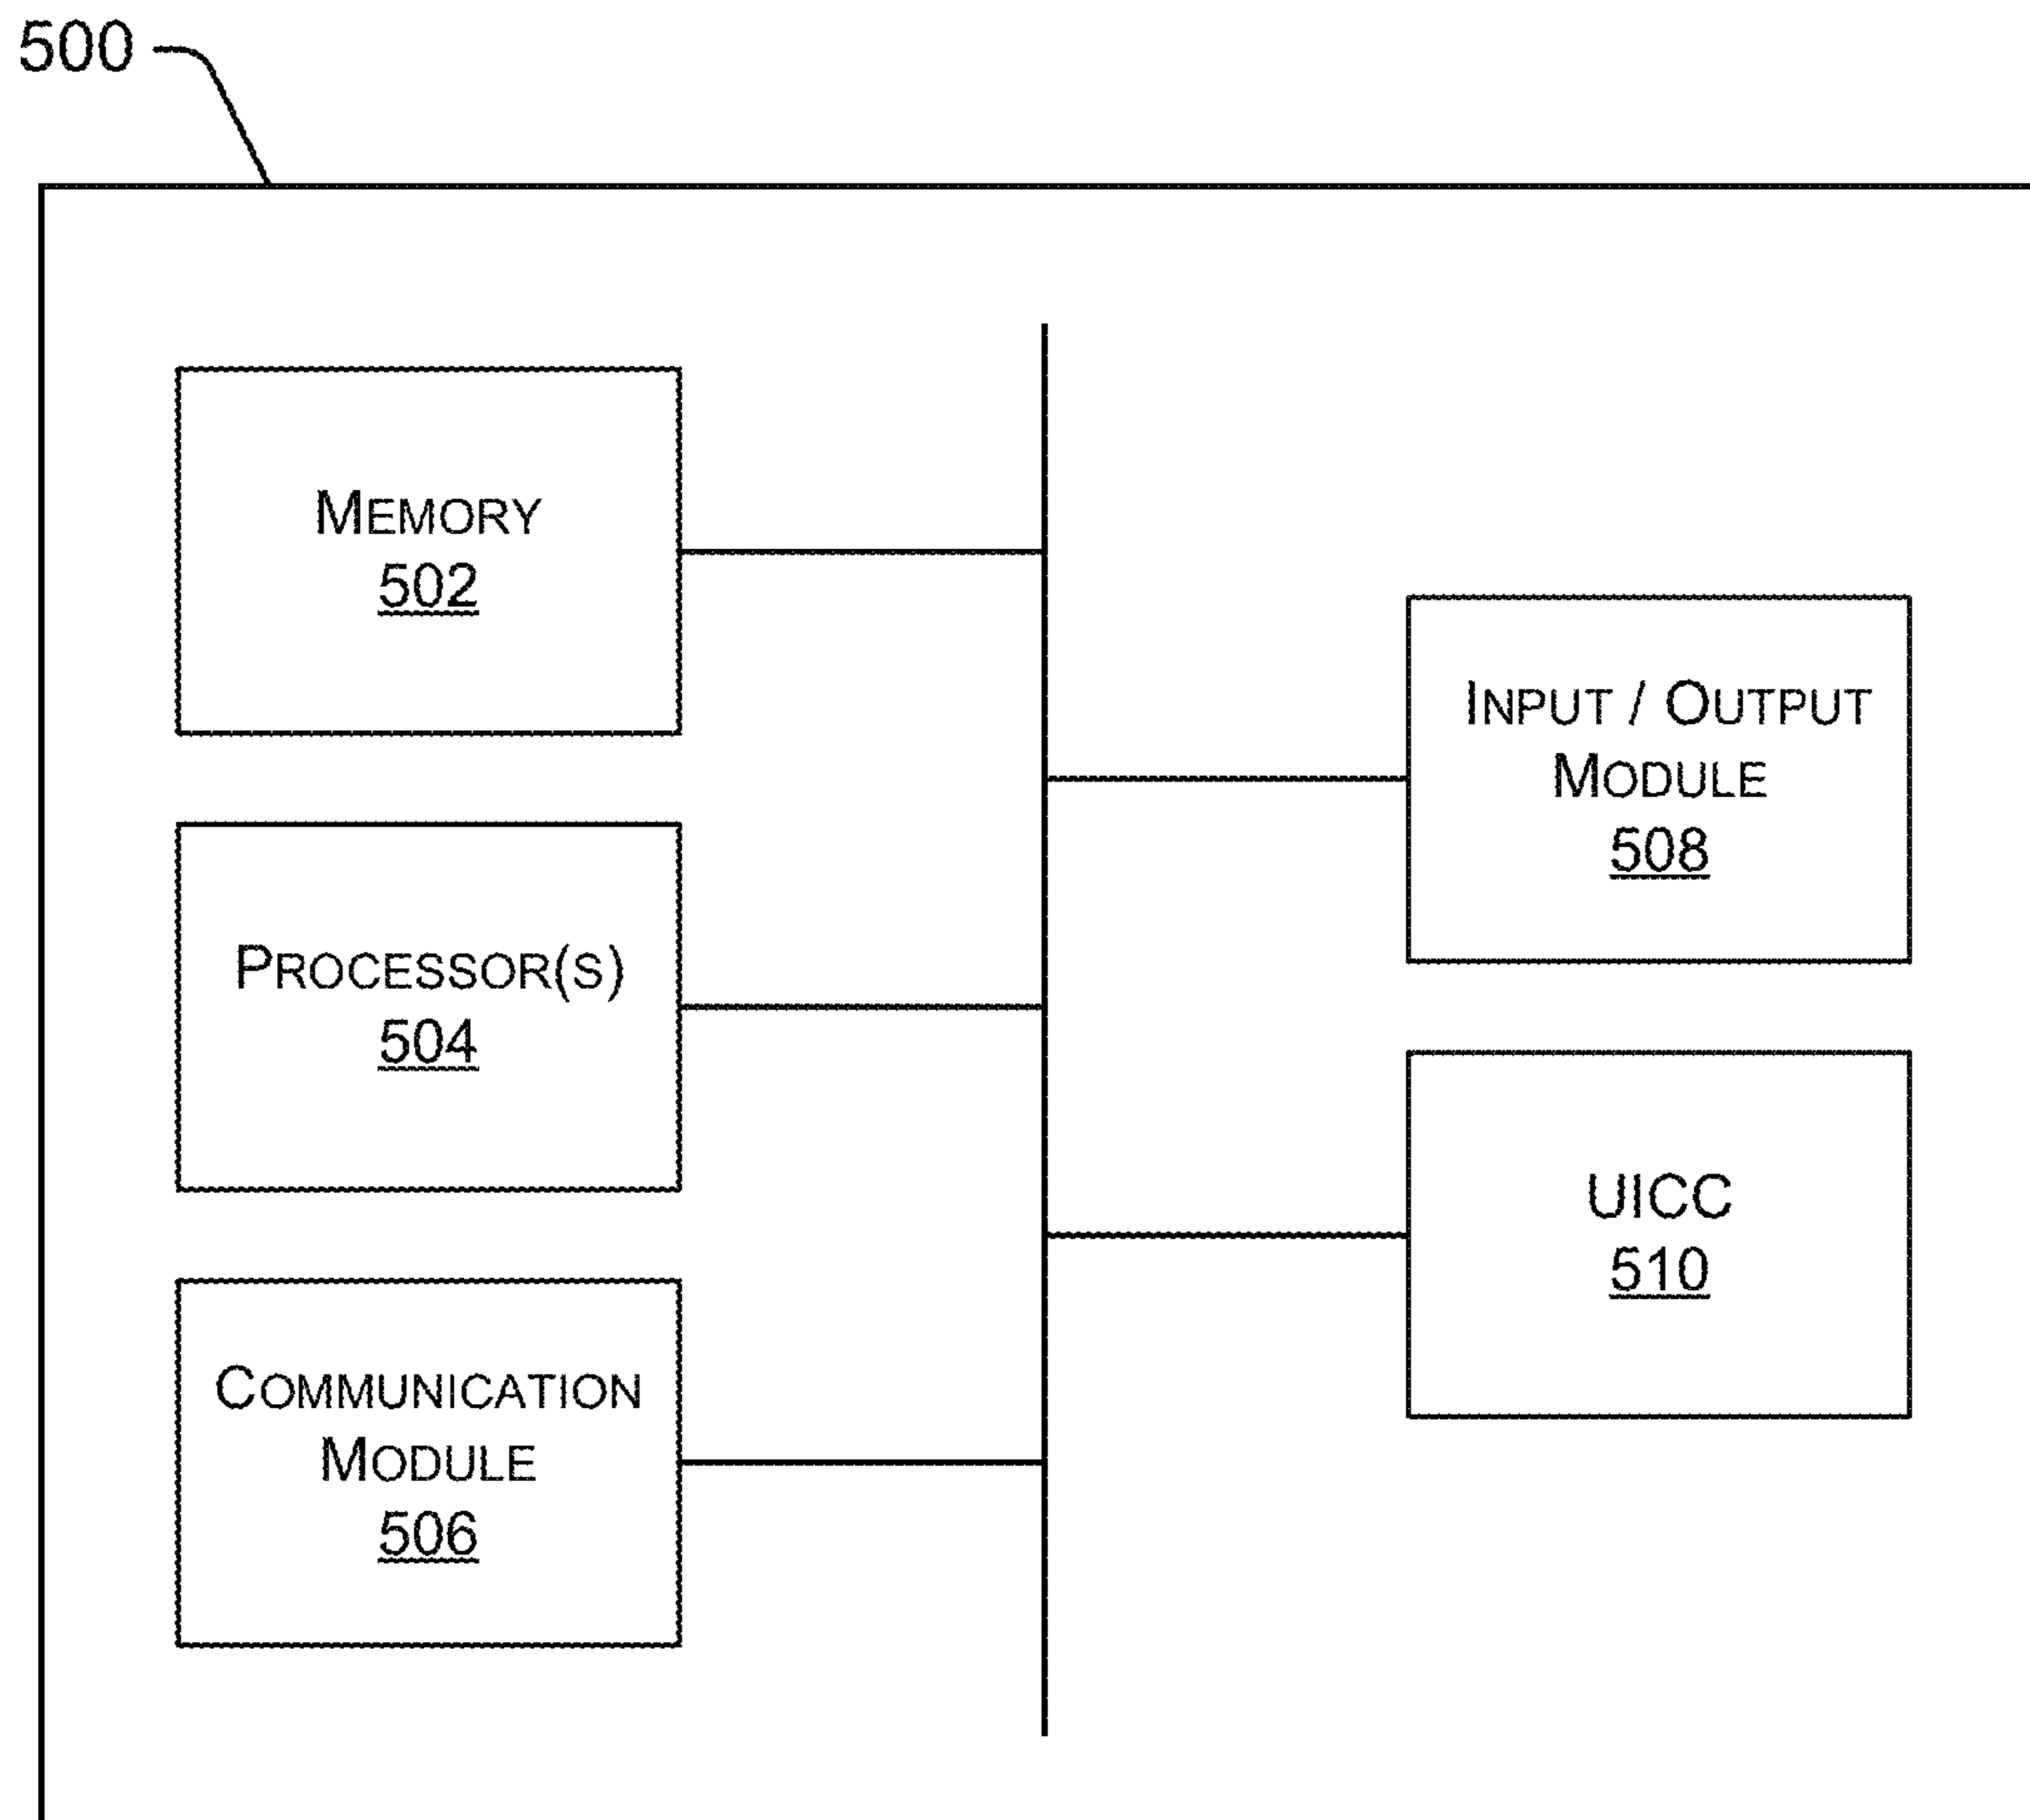 500
MEMORY
502
PROCESSOR(S)
504
COMMUNICATION
MODULE
506
INPUT / OUTPUT
MODULE
508
UICC
510